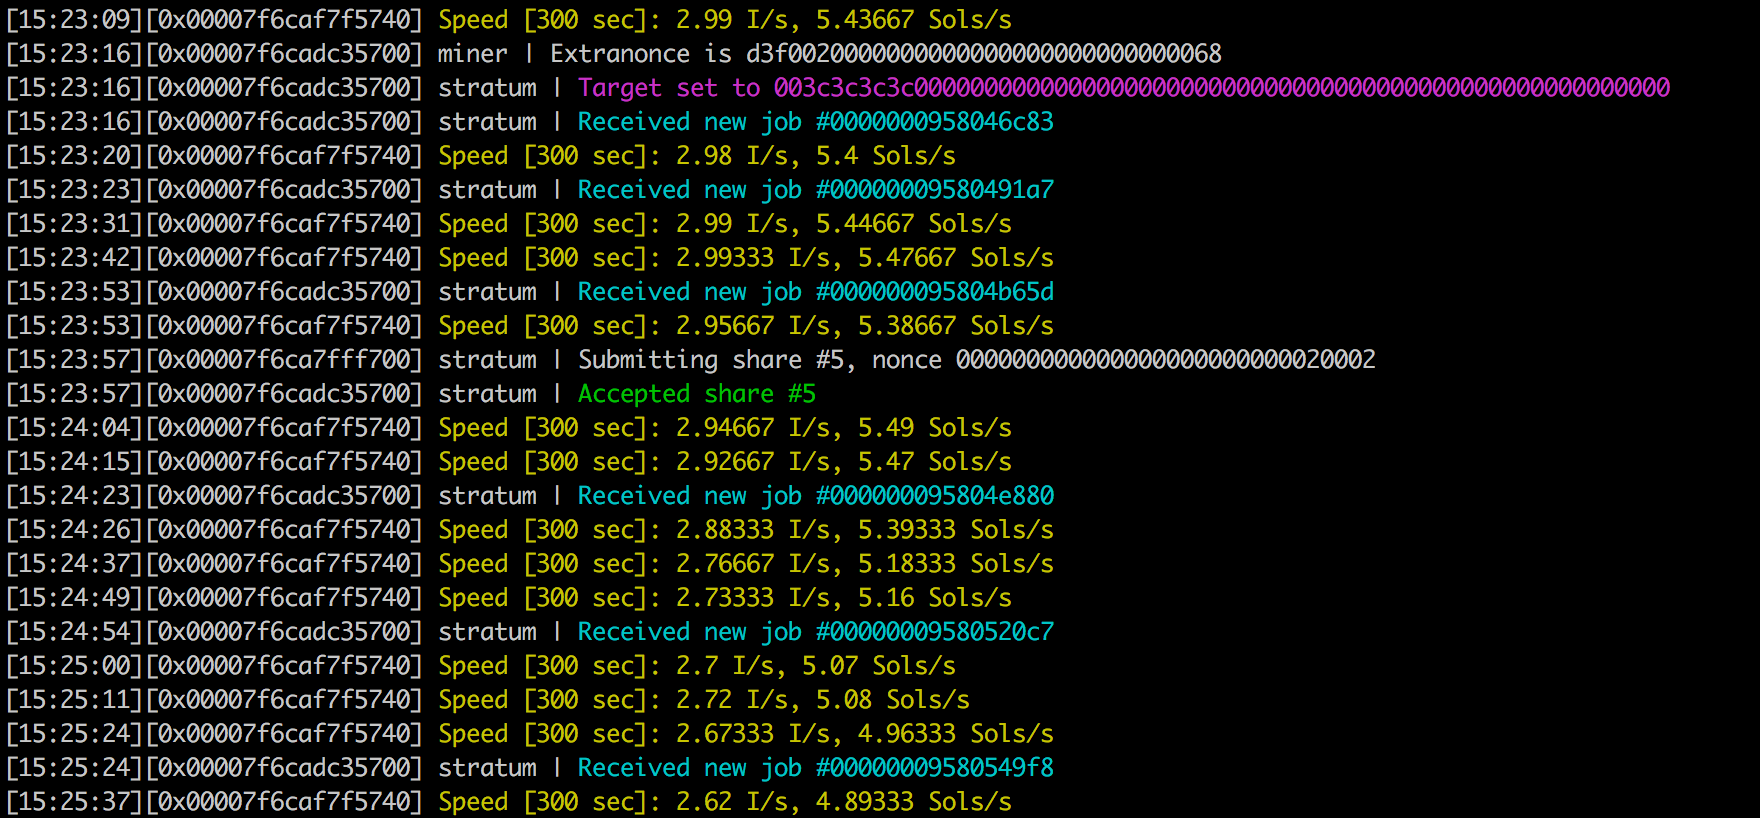 [15:23:09][0x00007f6caf7f5740] Speed [300 sec]: 2.99 I/s, 5.43667 Sols/s
[15:23:16][0x00007f6cadc35700] miner | Extranonce is d3f0020000000000000000000000000068
[15:23:16][0x00007f6cadc35700] stratum | Target set to 003c3c3c3c000000000000000000000000000000000000000000000000000000
[15:23:16][0x00007f6cadc35700] stratum | Received new job #0000000958046c83
[15:23:20][0x00007f6caf7f5740] Speed [300 sec]: 2.98 I/s, 5.4 Sols/s
[15:23:23][0x00007f6cadc35700] stratum | Received new job #00000009580491a7
[15:23:31][0x00007f6caf7f5740] Speed [300 sec]: 2.99 I/s, 5.44667 Sols/s
[15:23:42][0x00007f6caf7f5740] Speed [300 sec]: 2.99333 I/s, 5.47667 Sols/s
[15:23:53][0x00007f6cadc35700] stratum | Received new job #000000095804b65d
[15:23:53][0x00007f6caf7f5740] Speed [300 sec]: 2.95667 I/s, 5.38667 Sols/s
[15:23:57][0x00007f6ca7fff700] stratum | Submitting share #5, nonce 000000000000000000000000020002
[15:23:57][0x00007f6cadc35700] stratum | Accepted share #5
[15:24:04][0x00007f6caf7f5740] Speed [300 sec]: 2.94667 I/s, 5.49 Sols/s
[15:24:15][0x00007f6caf7f5740] Speed [300 sec]: 2.92667 I/s, 5.47 Sols/s
[15:24:23][0x00007f6cadc35700] stratum | Received new job #000000095804e880
[15:24:26][0x00007f6caf7f5740] Speed [300 sec]: 2.88333 I/s, 5.39333 Sols/s
[15:24:37][0x00007f6caf7f5740] Speed [300 sec]: 2.76667 I/s, 5.18333 Sols/s
[15:24:49][0x00007f6caf7f5740] Speed [300 sec]: 2.73333 I/s, 5.16 Sols/s
[15:24:54][0x00007f6cadc35700] stratum | Received new job #00000009580520c7
[15:25:00][0x00007f6caf7f5740] Speed [300 sec]: 2.7 I/s, 5.07 Sols/s
[15:25:11][0x00007f6caf7f5740] Speed [300 sec]: 2.72 I/s, 5.08 Sols/s
[15:25:24][0x00007f6caf7f5740] Speed [300 sec]: 2.67333 I/s, 4.96333 Sols/s
[15:25:24][0x00007f6cadc35700] stratum | Received new job #00000009580549f8
[15:25:37][0x00007f6caf7f5740] Speed [300 sec]: 2.62 I/s, 4.89333 Sols/s